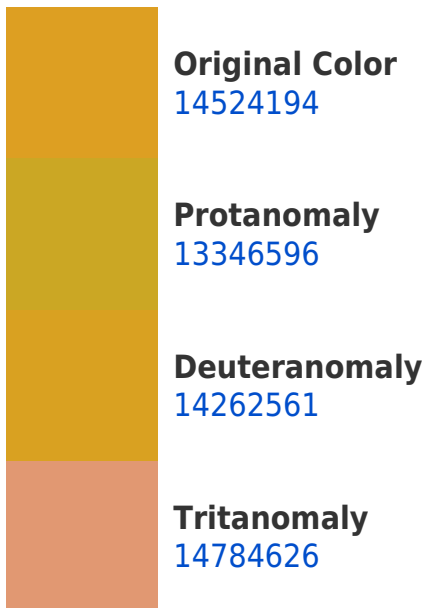 Original Color
14524194
Protanomaly
13346596
Deuteranomaly
14262561
Tritanomaly
14784626